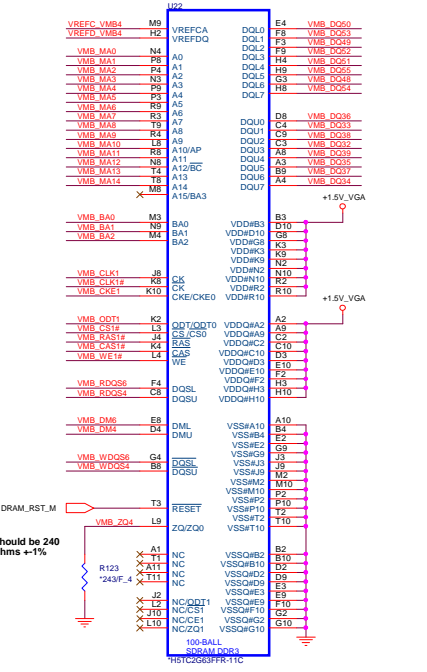 U22
VREFC_VMB4 M9 VREFCA
VREFD_VMB4 H2 VREFDQ
VMB_MA0 N4 A0
VMB_MA1 P8 A1
VMB_MA2 P4 A2
VMB_MA3 N3 A3
VMB_MA4 P9 A4
VMB_MA5 P3 A5
VMB_MA6 R9 A6
VMB_MA7 R3 A7
VMB_MA8 T9 A8
VMB_MA9 R4 A9
VMB_MA10 L8 A10/AP
VMB_MA11 R8 A11
VMB_MA12 N8 A12/BC
VMB_MA13 T4 A13
VMB_MA14 T8 A14
M8 A15/BA3
VMB_BA0 M3 BA0
VMB_BA1 N9 BA1
VMB_BA2 M4 BA2
VMB_CLK1 J8 CK
VMB_CLK1# K8 CK
VMB_CKE1 K10 CKE/CKE0
VMB_ODT1 K2 ODT/ODT0
VMB_CS1# L3 CS /CS0
VMB_RAS1# J4 RAS
VMB_CAS1# K4 CAS
VMB_WE1# L4 WE
VMB_RDQS6 F4 DQSL
VMB_RDQS4 C8 DQSU
VMB_DM6 E8 DML
VMB_DM4 D4 DMU
VMB_WDQS6 G4 DQSL
VMB_WDQS4 B8 DQSU
DRAM_RST_M T3 RESET
VMB_ZQ4 L9 ZQ/ZQ0
hould be 240
hms +-1%
R123
*243/F_4
A1 NC
T1 NC
A11 NC
T11 NC
J2 NC/ODT1
L2 NC/CS1
J10 NC/CE1
L10 NC/ZQ1
DQL0 E4 VMB_DQ50
DQL1 F8 VMB_DQ53
DQL2 F3 VMB_DQ49
DQL3 F9 VMB_DQ52
DQL4 H4 VMB_DQ51
DQL5 H9 VMB_DQ55
DQL6 G3 VMB_DQ48
DQL7 H8 VMB_DQ54
DQU0 D8 VMB_DQ36
DQU1 C4 VMB_DQ33
DQU2 C9 VMB_DQ38
DQU3 C3 VMB_DQ32
DQU4 A8 VMB_DQ39
DQU5 A3 VMB_DQ35
DQU6 B9 VMB_DQ37
DQU7 A4 VMB_DQ34
+1.5V_VGA
VDD#B3 B3
VDD#D10 D10
VDD#G8 G8
VDD#K3 K3
VDD#K9 K9
VDD#N2 N2
VDD#N10 N10
VDD#R2 R2
VDD#R10 R10
+1.5V_VGA
VDDQ#A2 A2
VDDQ#A9 A9
VDDQ#C2 C2
VDDQ#C10 C10
VDDQ#D3 D3
VDDQ#E10 E10
VDDQ#F2 F2
VDDQ#H3 H3
VDDQ#H10 H10
VSS#A10 A10
VSS#B4 B4
VSS#E2 E2
VSS#G9 G9
VSS#J3 J3
VSS#J9 J9
VSS#M2 M2
VSS#M10 M10
VSS#P2 P2
VSS#P10 P10
VSS#T2 T2
VSS#T10 T10
VSSQ#B2 B2
VSSQ#B10 B10
VSSQ#D2 D2
VSSQ#D9 D9
VSSQ#E3 E3
VSSQ#E9 E9
VSSQ#F10 F10
VSSQ#G2 G2
VSSQ#G10 G10
100-BALL
SDRAM DDR3
*H5TC2G63FFR-11C